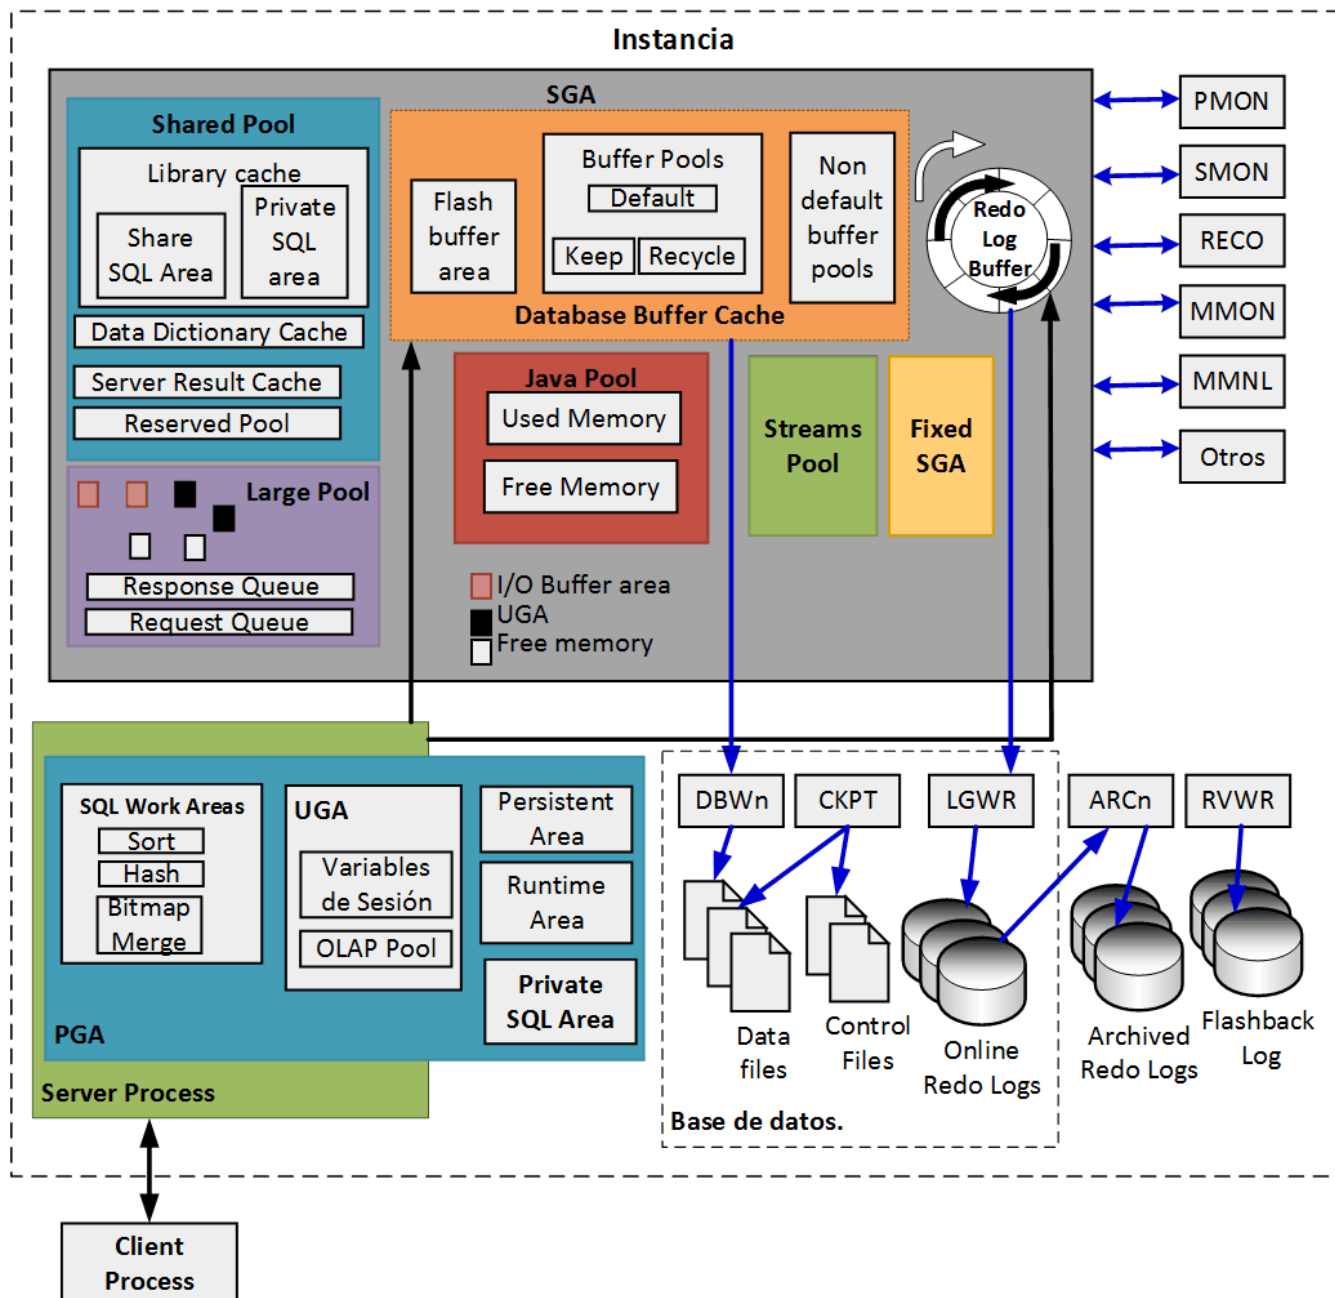 Instancia
SGA
Shared Pool
Library cache
Share
SQL Area
Private
SQL
area
Data Dictionary Cache
Server Result Cache
Reserved Pool
Large Pool
Response Queue
Request Queue
Flash
buffer
area
Buffer Pools
Default
Keep
Recycle
Non
default
buffer
pools
Database Buffer Cache
Redo
Log
Buffer
Java Pool
Used Memory
Free Memory
Streams
Pool
Fixed
SGA
I/O Buffer area
UGA
Free memory
PMON
SMON
RECO
MMON
MMNL
Otros
SQL Work Areas
Sort
Hash
Bitmap
Merge
UGA
Variables
de Sesión
OLAP Pool
Persistent
Area
Runtime
Area
Private
SQL Area
PGA
Server Process
DBWn
CKPT
LGWR
ARCn
RVWR
Data
files
Control
Files
Online
Redo Logs
Archived
Redo Logs
Flashback
Log
Base de datos.
Client
Process